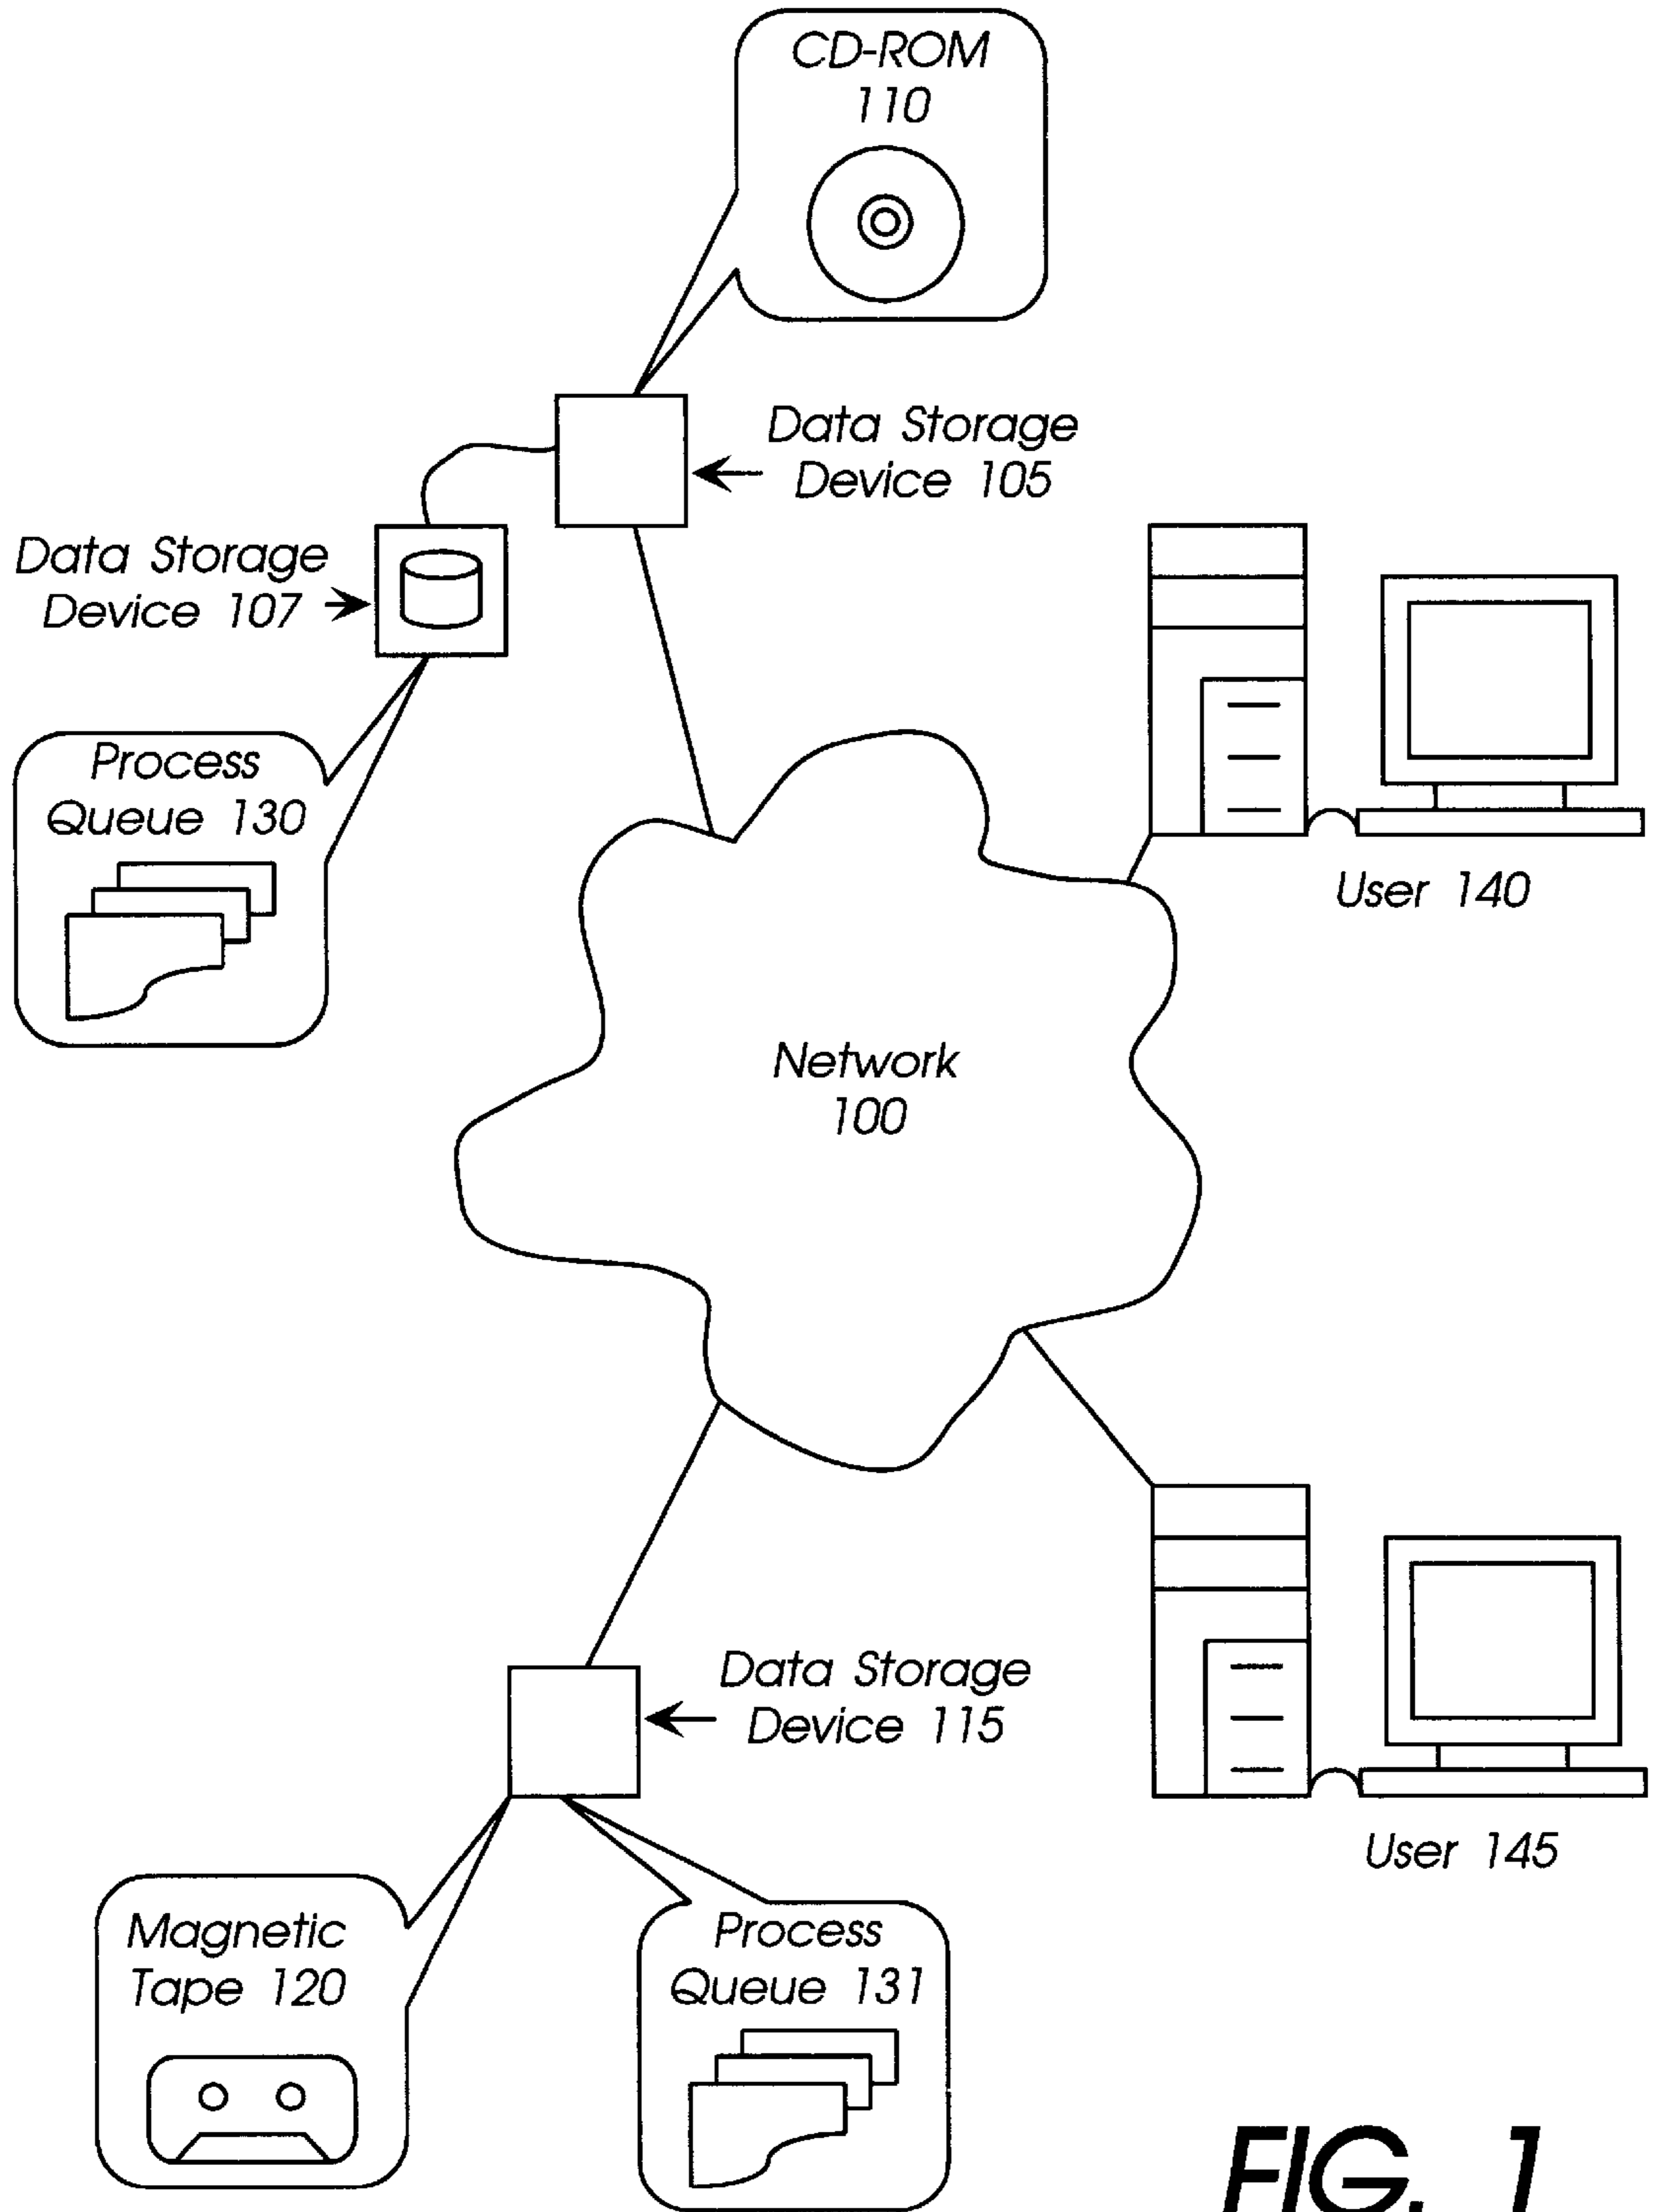 CD-ROM
110
Data Storage
Device 105
Data Storage
Device 107
Process
Queue 130
User 140
Network
100
Data Storage
Device 115
User 145
Magnetic
Tape 120
Process
Queue 131
FIG. 1